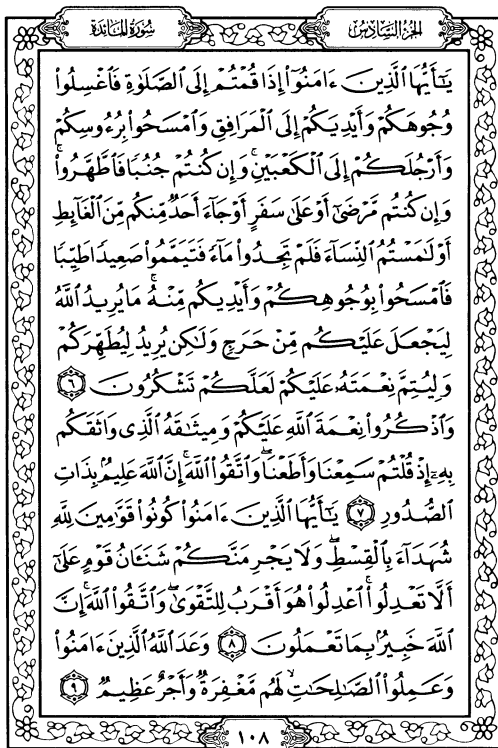 الجزء السادس
سورة المائدة
يَٰٓأَيُّهَا ٱلَّذِينَ ءَامَنُوٓا۟ إِذَا قُمْتُمْ إِلَى ٱلصَّلَوٰةِ فَٱغْسِلُوا۟
وُجُوهَكُمْ وَأَيْدِيَكُمْ إِلَى ٱلْمَرَافِقِ وَٱمْسَحُوا۟ بِرُءُوسِكُمْ
وَأَرْجُلَكُمْ إِلَى ٱلْكَعْبَيْنِ ۚ وَإِن كُنتُمْ جُنُبًا فَٱطَّهَّرُوا۟ ۚ
وَإِن كُنتُم مَّرْضَىٰٓ أَوْ عَلَىٰ سَفَرٍ أَوْ جَآءَ أَحَدٌ مِّنكُم مِّنَ ٱلْغَآئِطِ
أَوْ لَٰمَسْتُمُ ٱلنِّسَآءَ فَلَمْ تَجِدُوا۟ مَآءً فَتَيَمَّمُوا۟ صَعِيدًا طَيِّبًا
فَٱمْسَحُوا۟ بِوُجُوهِكُمْ وَأَيْدِيكُم مِّنْهُ ۚ مَا يُرِيدُ ٱللَّهُ
لِيَجْعَلَ عَلَيْكُم مِّنْ حَرَجٍ وَلَٰكِن يُرِيدُ لِيُطَهِّرَكُمْ
وَلِيُتِمَّ نِعْمَتَهُۥ عَلَيْكُمْ لَعَلَّكُمْ تَشْكُرُونَ ٦
وَٱذْكُرُوا۟ نِعْمَةَ ٱللَّهِ عَلَيْكُمْ وَمِيثَٰقَهُ ٱلَّذِى وَاثَقَكُم
بِهِۦٓ إِذْ قُلْتُمْ سَمِعْنَا وَأَطَعْنَا ۖ وَٱتَّقُوا۟ ٱللَّهَ ۚ إِنَّ ٱللَّهَ عَلِيمٌۢ بِذَاتِ
ٱلصُّدُورِ ٧ يَٰٓأَيُّهَا ٱلَّذِينَ ءَامَنُوا۟ كُونُوا۟ قَوَّٰمِينَ لِلَّهِ
شُهَدَآءَ بِٱلْقِسْطِ ۖ وَلَا يَجْرِمَنَّكُمْ شَنَـَٔانُ قَوْمٍ عَلَىٰٓ
أَلَّا تَعْدِلُوا۟ ۚ ٱعْدِلُوا۟ هُوَ أَقْرَبُ لِلتَّقْوَىٰ ۖ وَٱتَّقُوا۟ ٱللَّهَ ۚ إِنَّ
ٱللَّهَ خَبِيرٌۢ بِمَا تَعْمَلُونَ ٨ وَعَدَ ٱللَّهُ ٱلَّذِينَ ءَامَنُوا۟
وَعَمِلُوا۟ ٱلصَّٰلِحَٰتِ ۙ لَهُم مَّغْفِرَةٌ وَأَجْرٌ عَظِيمٌ ٩
١٠٨